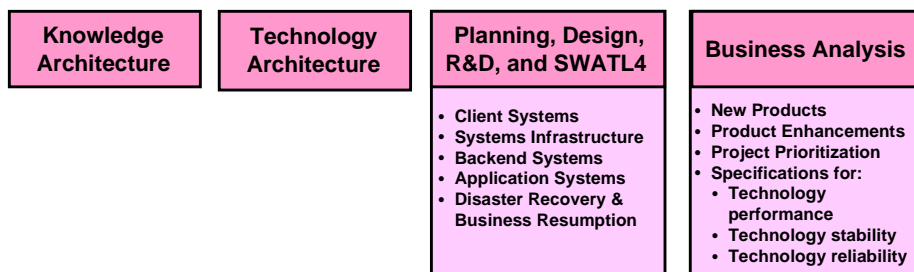 Knowledge
Architecture
Technology
Architecture
Planning, Design,
R&D, and SWATL4
• Client Systems
• Systems Infrastructure
• Backend Systems
• Application Systems
• Disaster Recovery &
Business Resumption
Business Analysis
• New Products
• Product Enhancements
• Project Prioritization
• Specifications for:
• Technology
performance
• Technology stability
• Technology reliability